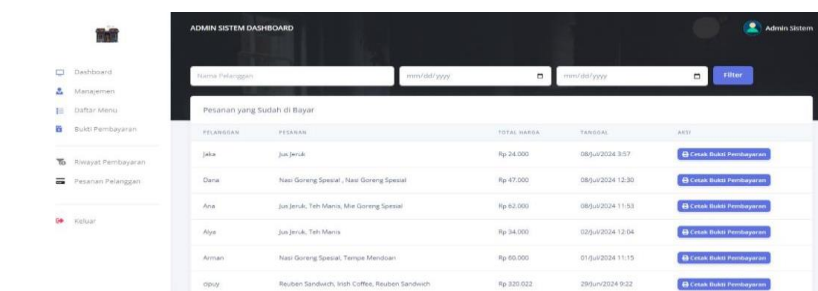 ADMIN SISTEM DASHBOARD
Admin Sistem
Dashboard
Manajemen
Daftar Menu
Bukti Pembayaran
Riwayat Pembayaran
Pesanan Pelanggan
Keluar
Nama Pelanggan mm/dd/yyyy mm/dd/yyyy Filter
Pesanan yang Sudah di Bayar
PELANGGAN PESANAN TOTAL HARGA TANGGAL AKSI
Jaka Jus Jeruk Rp 24.000 08/Jul/2024 3:57 Cetak Bukti Pembayaran
Dana Nasi Goreng Spesial , Nasi Goreng Spesial Rp 47.000 08/Jul/2024 12:30 Cetak Bukti Pembayaran
Ana Jus Jeruk, Teh Manis, Mie Goreng Spesial Rp 62.000 08/Jul/2024 11:53 Cetak Bukti Pembayaran
Alya Jus Jeruk, Teh Manis Rp 34.000 02/Jul/2024 12:04 Cetak Bukti Pembayaran
Arman Nasi Goreng Spesial, Tempe Mendoan Rp 60.000 01/Jul/2024 11:15 Cetak Bukti Pembayaran
opuy Reuben Sandwich, Irish Coffee, Reuben Sandwich Rp 320.022 29/Jun/2024 9:22 Cetak Bukti Pembayaran